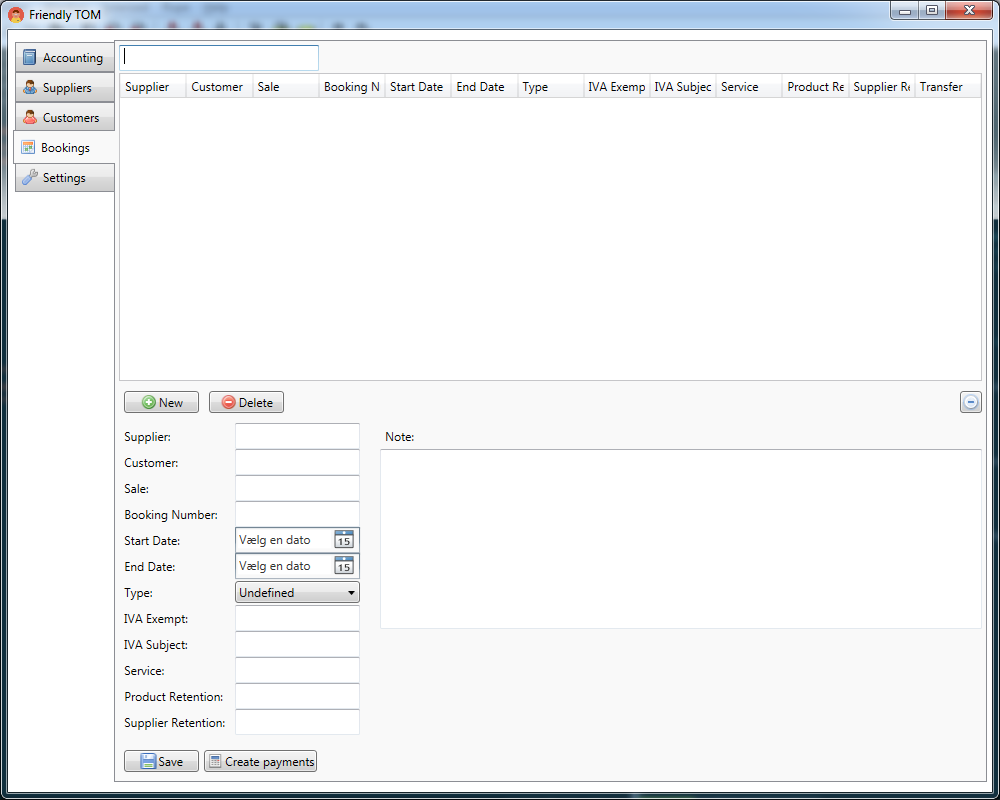 Friendly TOM
Accounting
Suppliers
Customers
Bookings
Settings
Supplier Customer Sale Booking N Start Date End Date Type IVA Exemp IVA Subjec Service Product Re Supplier Re Transfer
New Delete
Supplier:
Note:
Customer:
Sale:
Booking Number:
Start Date: Vælg en dato 15
End Date: Vælg en dato 15
Type: Undefined
IVA Exempt:
IVA Subject:
Service:
Product Retention:
Supplier Retention:
Save Create payments